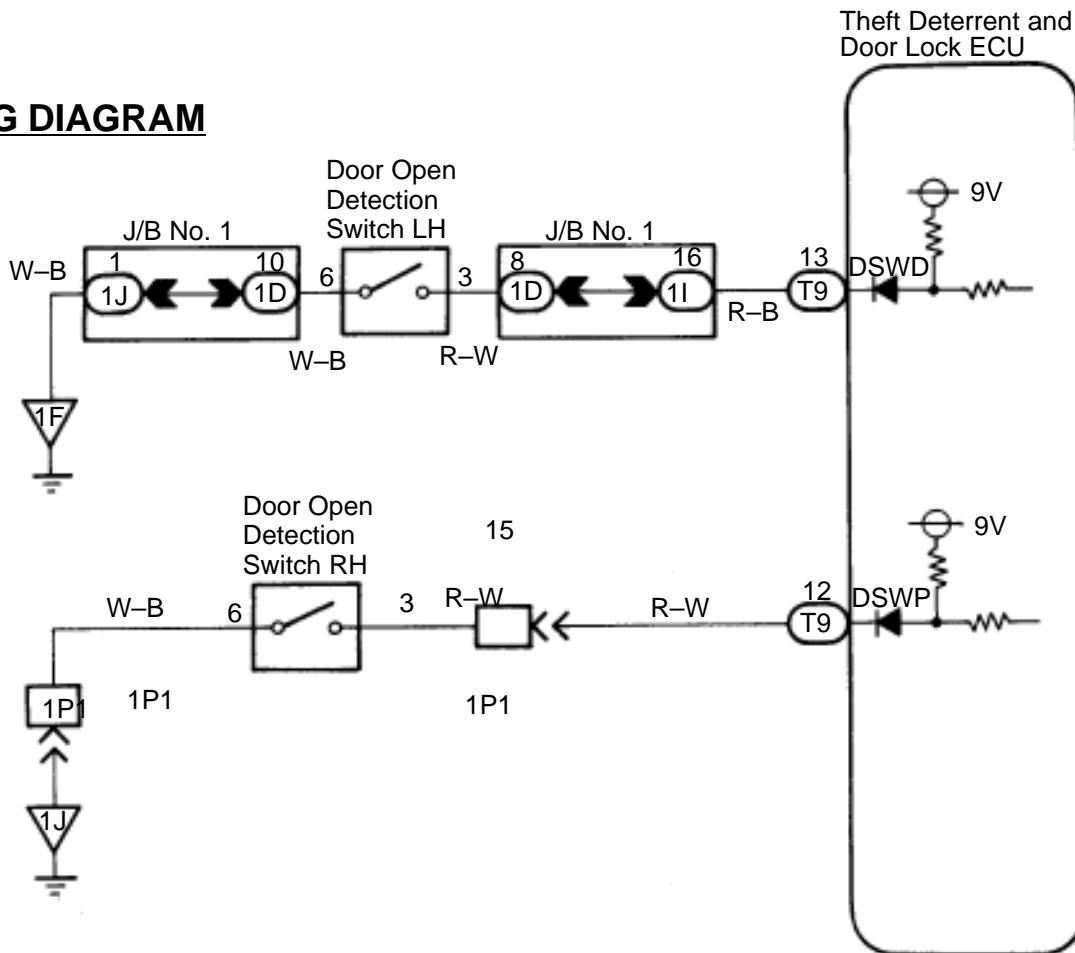 Theft Deterrent and
Door Lock ECU
G DIAGRAM
Door Open
Detection
Switch LH
9V
J/B No. 1
J/B No. 1
W–B
1
10
6
3
8
16
13
DSWD
1J
1D
1D
1I
T9
R–B
W–B
R–W
1F
Door Open
Detection
Switch RH
15
9V
W–B
6
3
R–W
R–W
12
DSWP
T9
1P1
1P1
1P1
1J